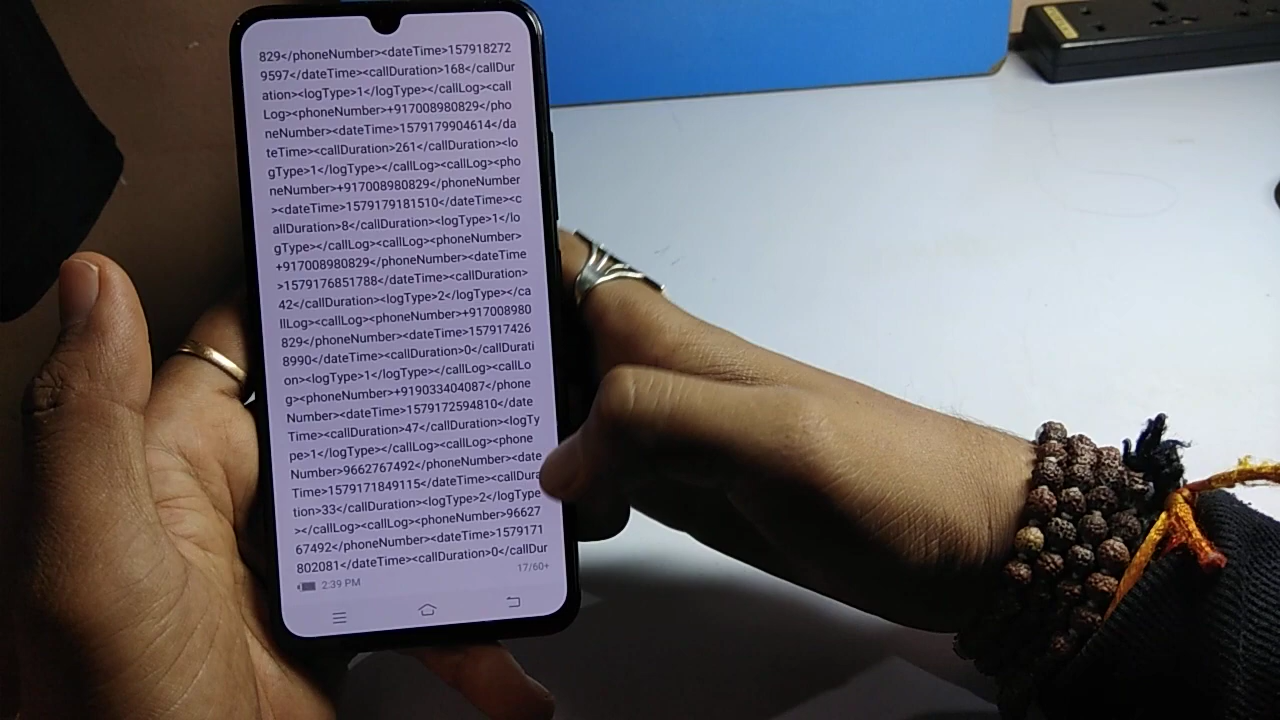 829</phoneNumber><dateTime>157918272
9597</dateTime><callDuration>168</callDur
ation><logType>1</logType></callLog><call
Log><phoneNumber>+917008980829</pho
neNumber><dateTime>1579179904614</da
teTime><callDuration>261</callDuration><lo
gType>1</logType></callLog><callLog><pho
neNumber>+917008980829</phoneNumber
><dateTime>1579179181510</dateTime><c
allDuration>8</callDuration><logType>1</lo
gType></callLog><callLog><phoneNumber>
+917008980829</phoneNumber><dateTime
>1579176851788</dateTime><callDuration>
42</callDuration><logType>2</logType></ca
llLog><callLog><phoneNumber>+917008980
829</phoneNumber><dateTime>157917426
8990</dateTime><callDuration>0</callDurati
on><logType>1</logType></callLog><callLo
g><phoneNumber>+919033404087</phone
Number><dateTime>1579172594810</date
Time><callDuration>47</callDuration><logTy
pe>1</logType></callLog><callLog><phone
Number>9662767492</phoneNumber><date
Time>1579171849115</dateTime><callDura
tion>33</callDuration><logType>2</logType
></callLog><callLog><phoneNumber>96627
67492</phoneNumber><dateTime>1579171
802081</dateTime><callDuration>0</callDur
2:39 PM 17/60+